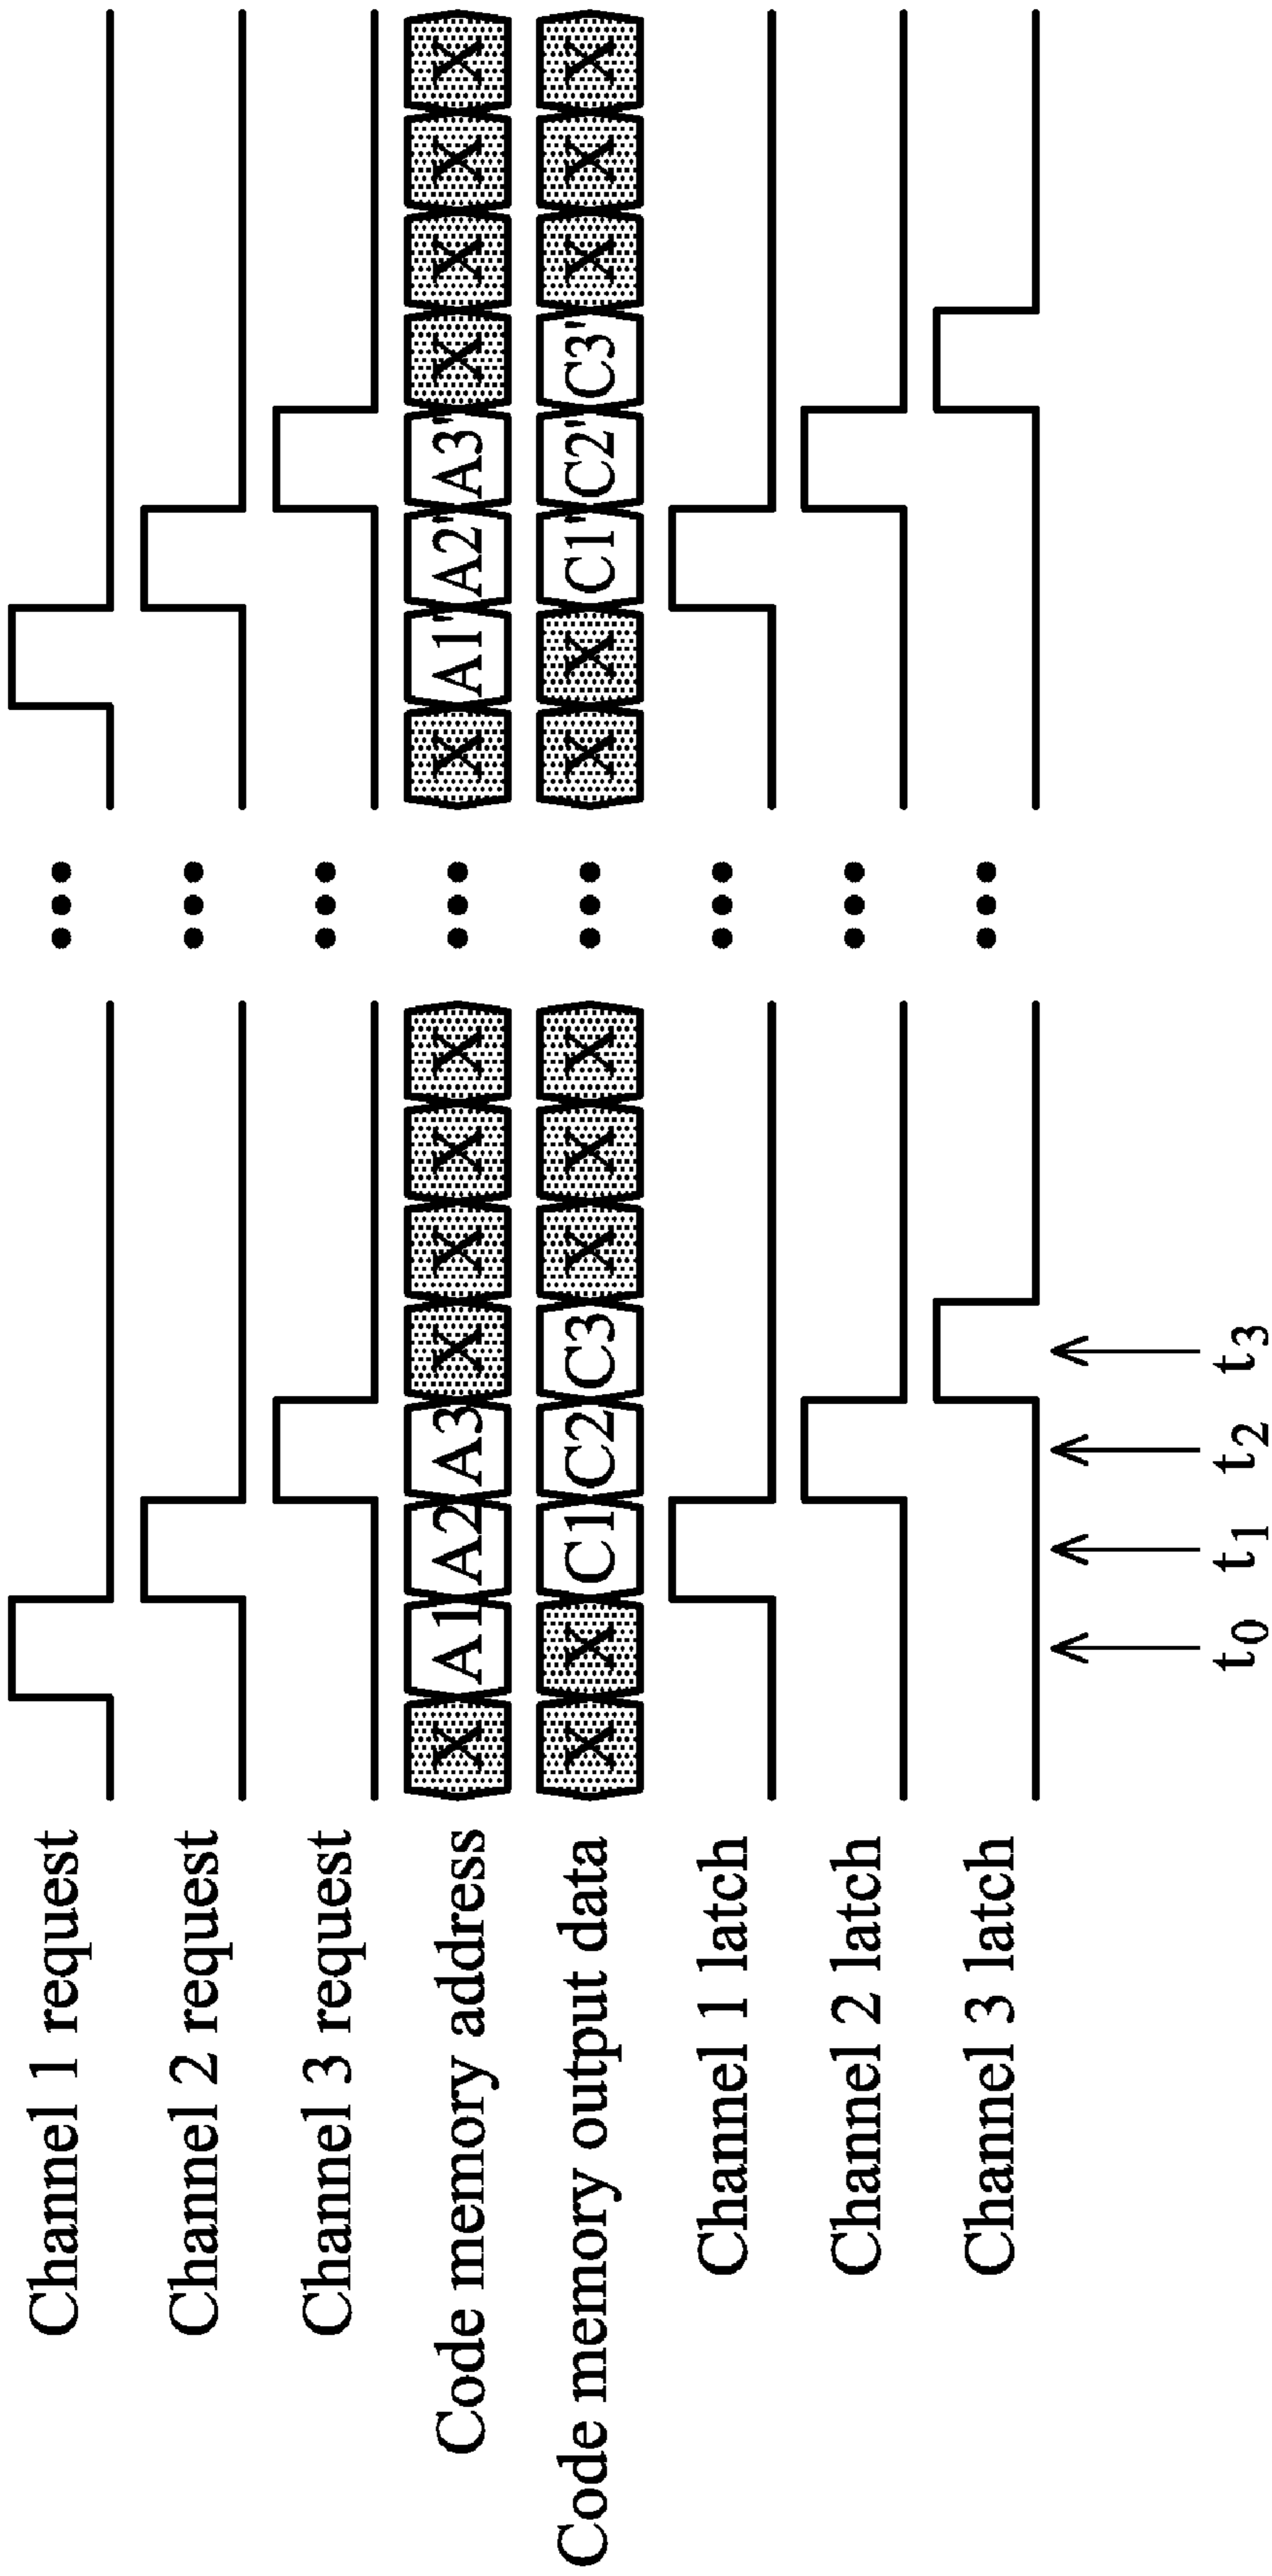 Channel 1 request
Channel 2 request
Channel 3 request
Code memory address X A1 A2 A3 X X X X X A1' A2' A3' X X X X
Code memory output data X X C1 C2 C3 X X X X X C1' C2' C3' X X X
Channel 1 latch
Channel 2 latch
Channel 3 latch
t0 t1 t2 t3